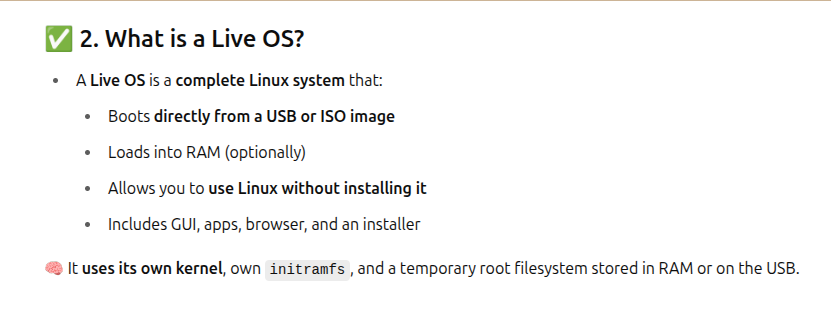 ✅ 2. What is a Live OS?
• A Live OS is a complete Linux system that:
• Boots directly from a USB or ISO image
• Loads into RAM (optionally)
• Allows you to use Linux without installing it
• Includes GUI, apps, browser, and an installer
🧠 It uses its own kernel, own initramfs, and a temporary root filesystem stored in RAM or on the USB.